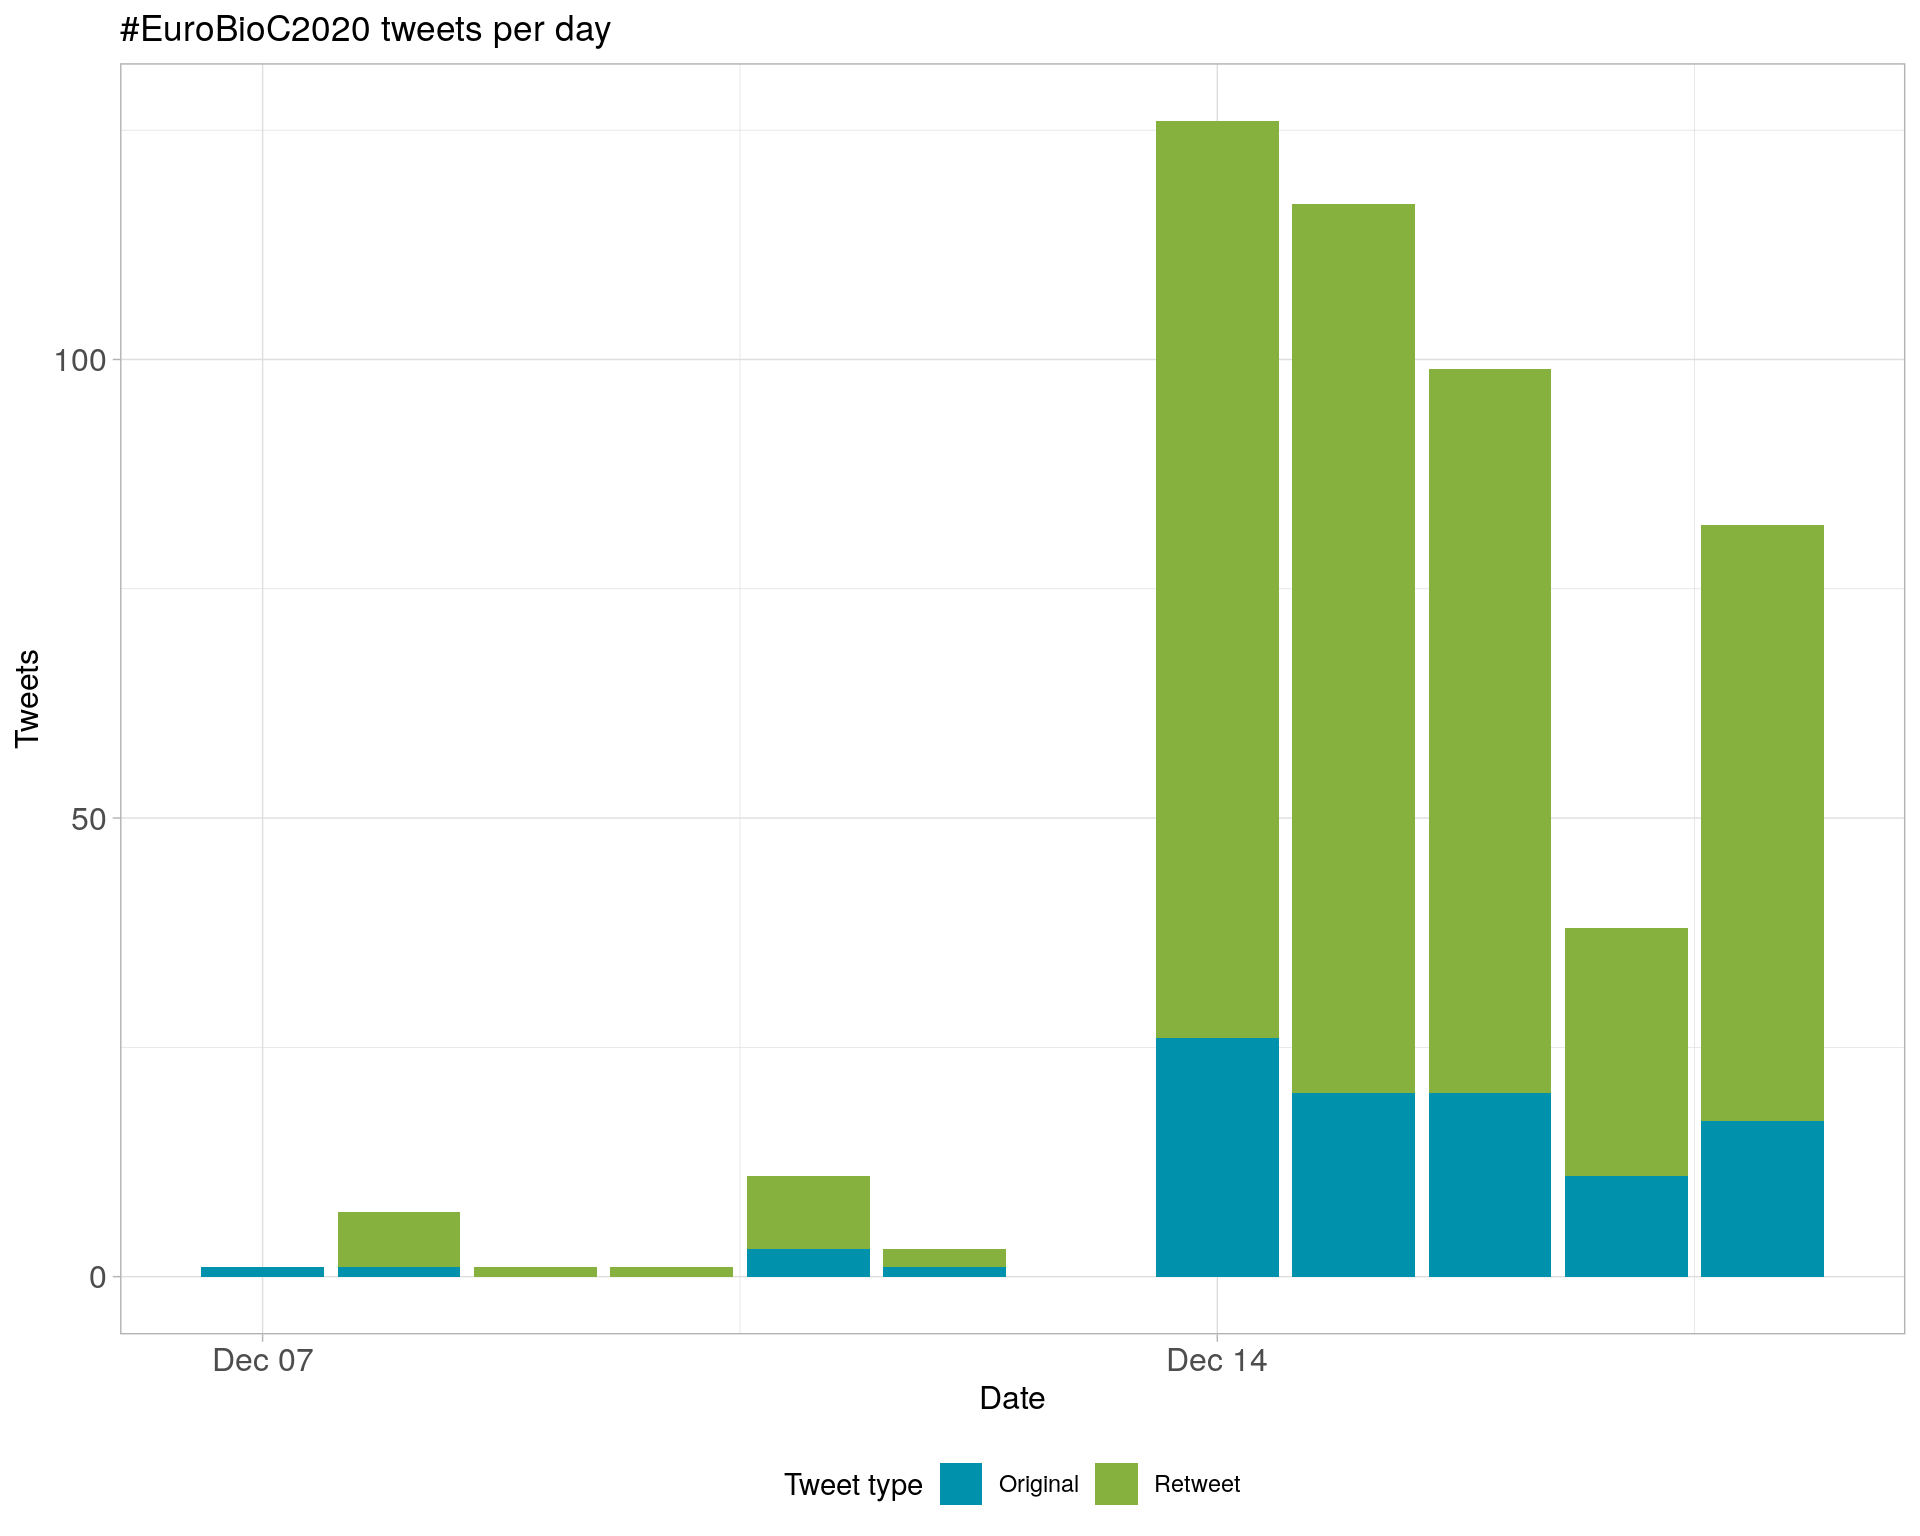 #EuroBioC2020 tweets per day
Tweets
100
50
0
Dec 07
Dec 14
Date
Tweet type
Original
Retweet